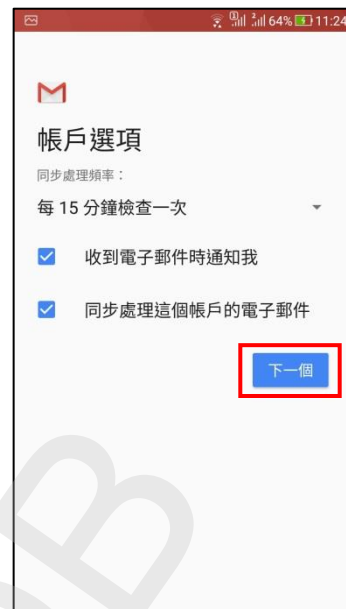 64% 11:24
帳戶選項
同步處理頻率：
每 15 分鐘檢查一次
收到電子郵件時通知我
同步處理這個帳戶的電子郵件
下一個